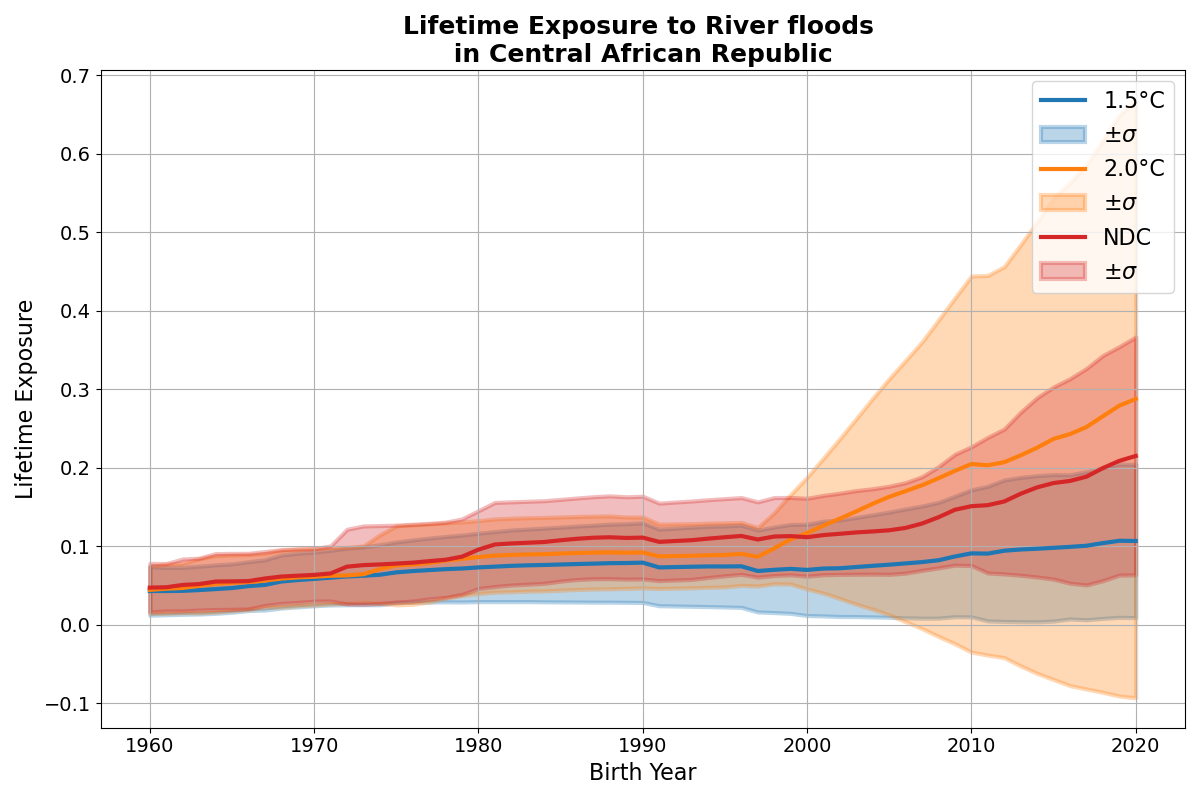 Lifetime Exposure to River floods
in Central African Republic
0.7
0.6
0.5
0.4
0.3
0.2
0.1
0.0
−0.1
Lifetime Exposure
1960
1970
1980
1990
2000
2010
2020
Birth Year
1.5°C
±σ
2.0°C
±σ
NDC
±σ